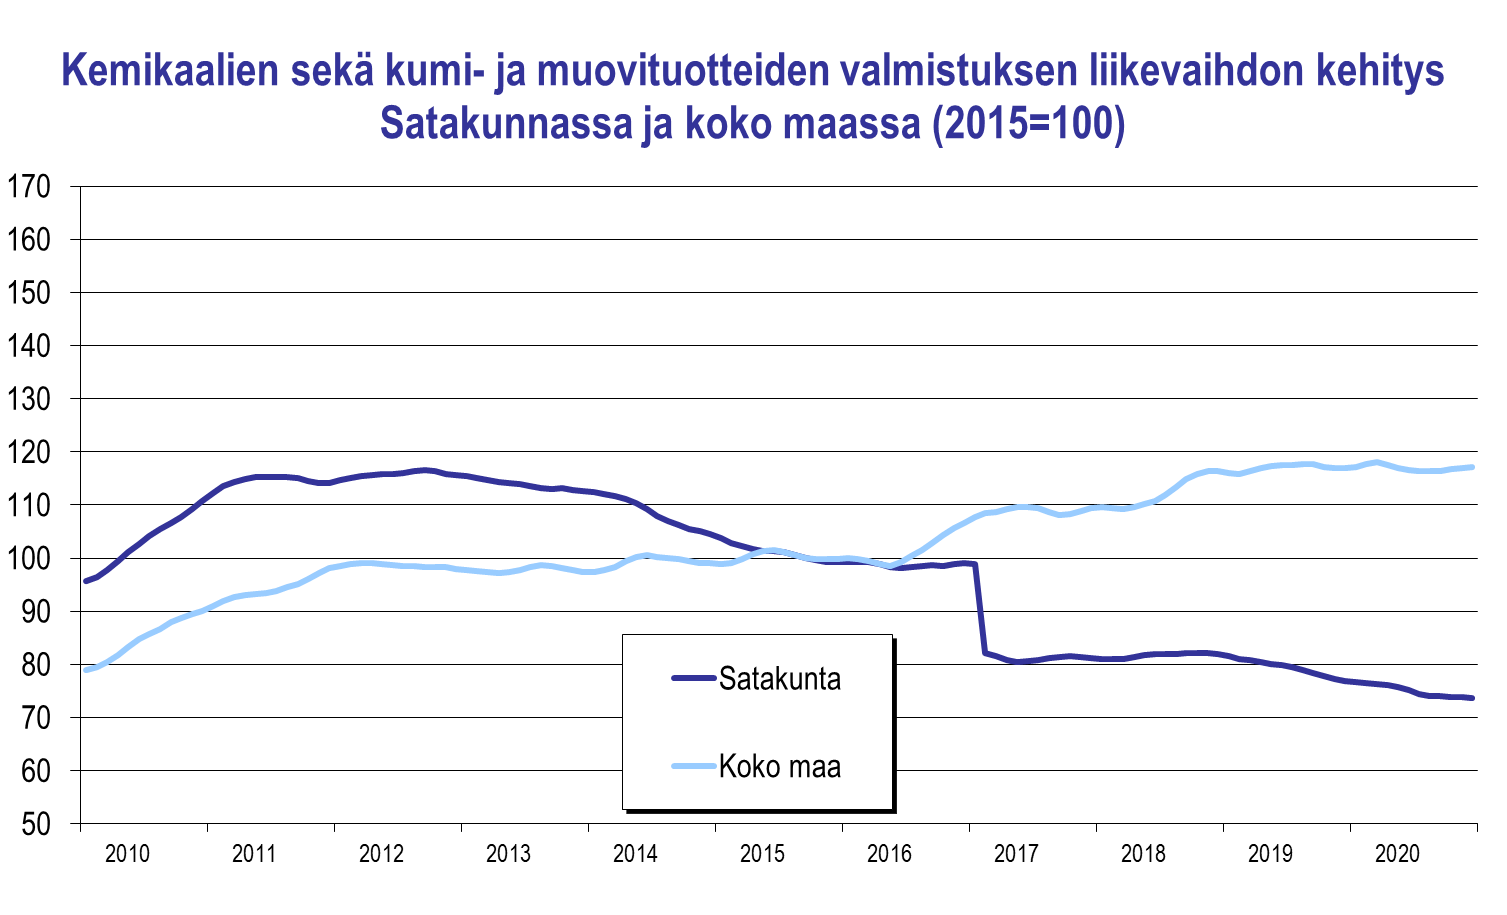 Kemikaalien sekä kumi- ja muovituotteiden valmistuksen liikevaihdon kehitys
Satakunnassa ja koko maassa (2015=100)
170
160
150
140
130
120
110
100
90
80
70
60
50
Satakunta
Koko maa
2010 2011 2012 2013 2014 2015 2016 2017 2018 2019 2020